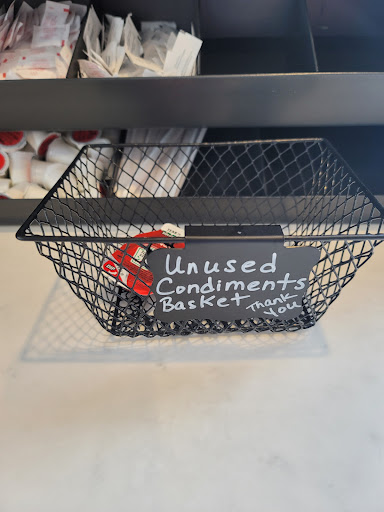 Unused
Condiments
Basket Thank
You